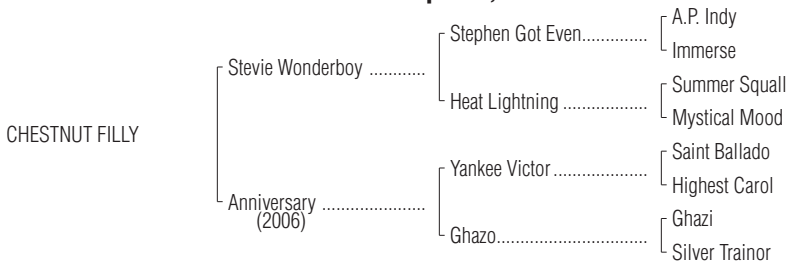 A.P. Indy
Stephen Got Even..............
Immerse
Stevie Wonderboy ............
Summer Squall
Heat Lightning ..................
Mystical Mood
CHESTNUT FILLY
Saint Ballado
Yankee Victor ....................
Highest Carol
Anniversary ......................
(2006)
Ghazi
Ghazo................................
Silver Trainor